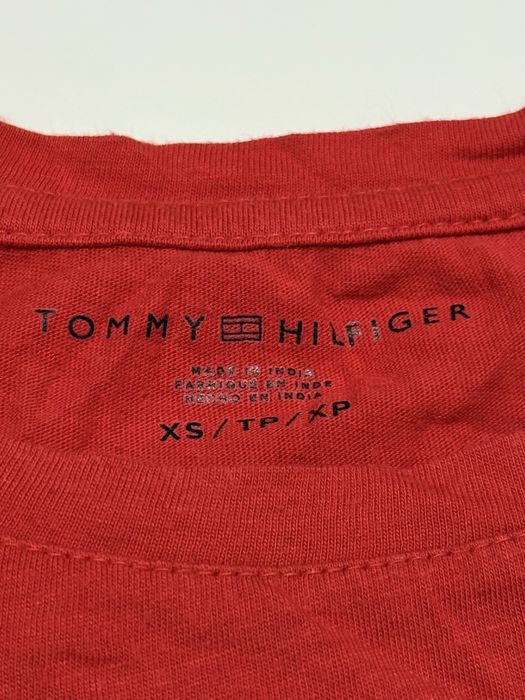 TOMMY HILFIGER
MADE IN INDIA
FABRIQUE EN INDE
HECHO EN INDIA
XS/TP/XP